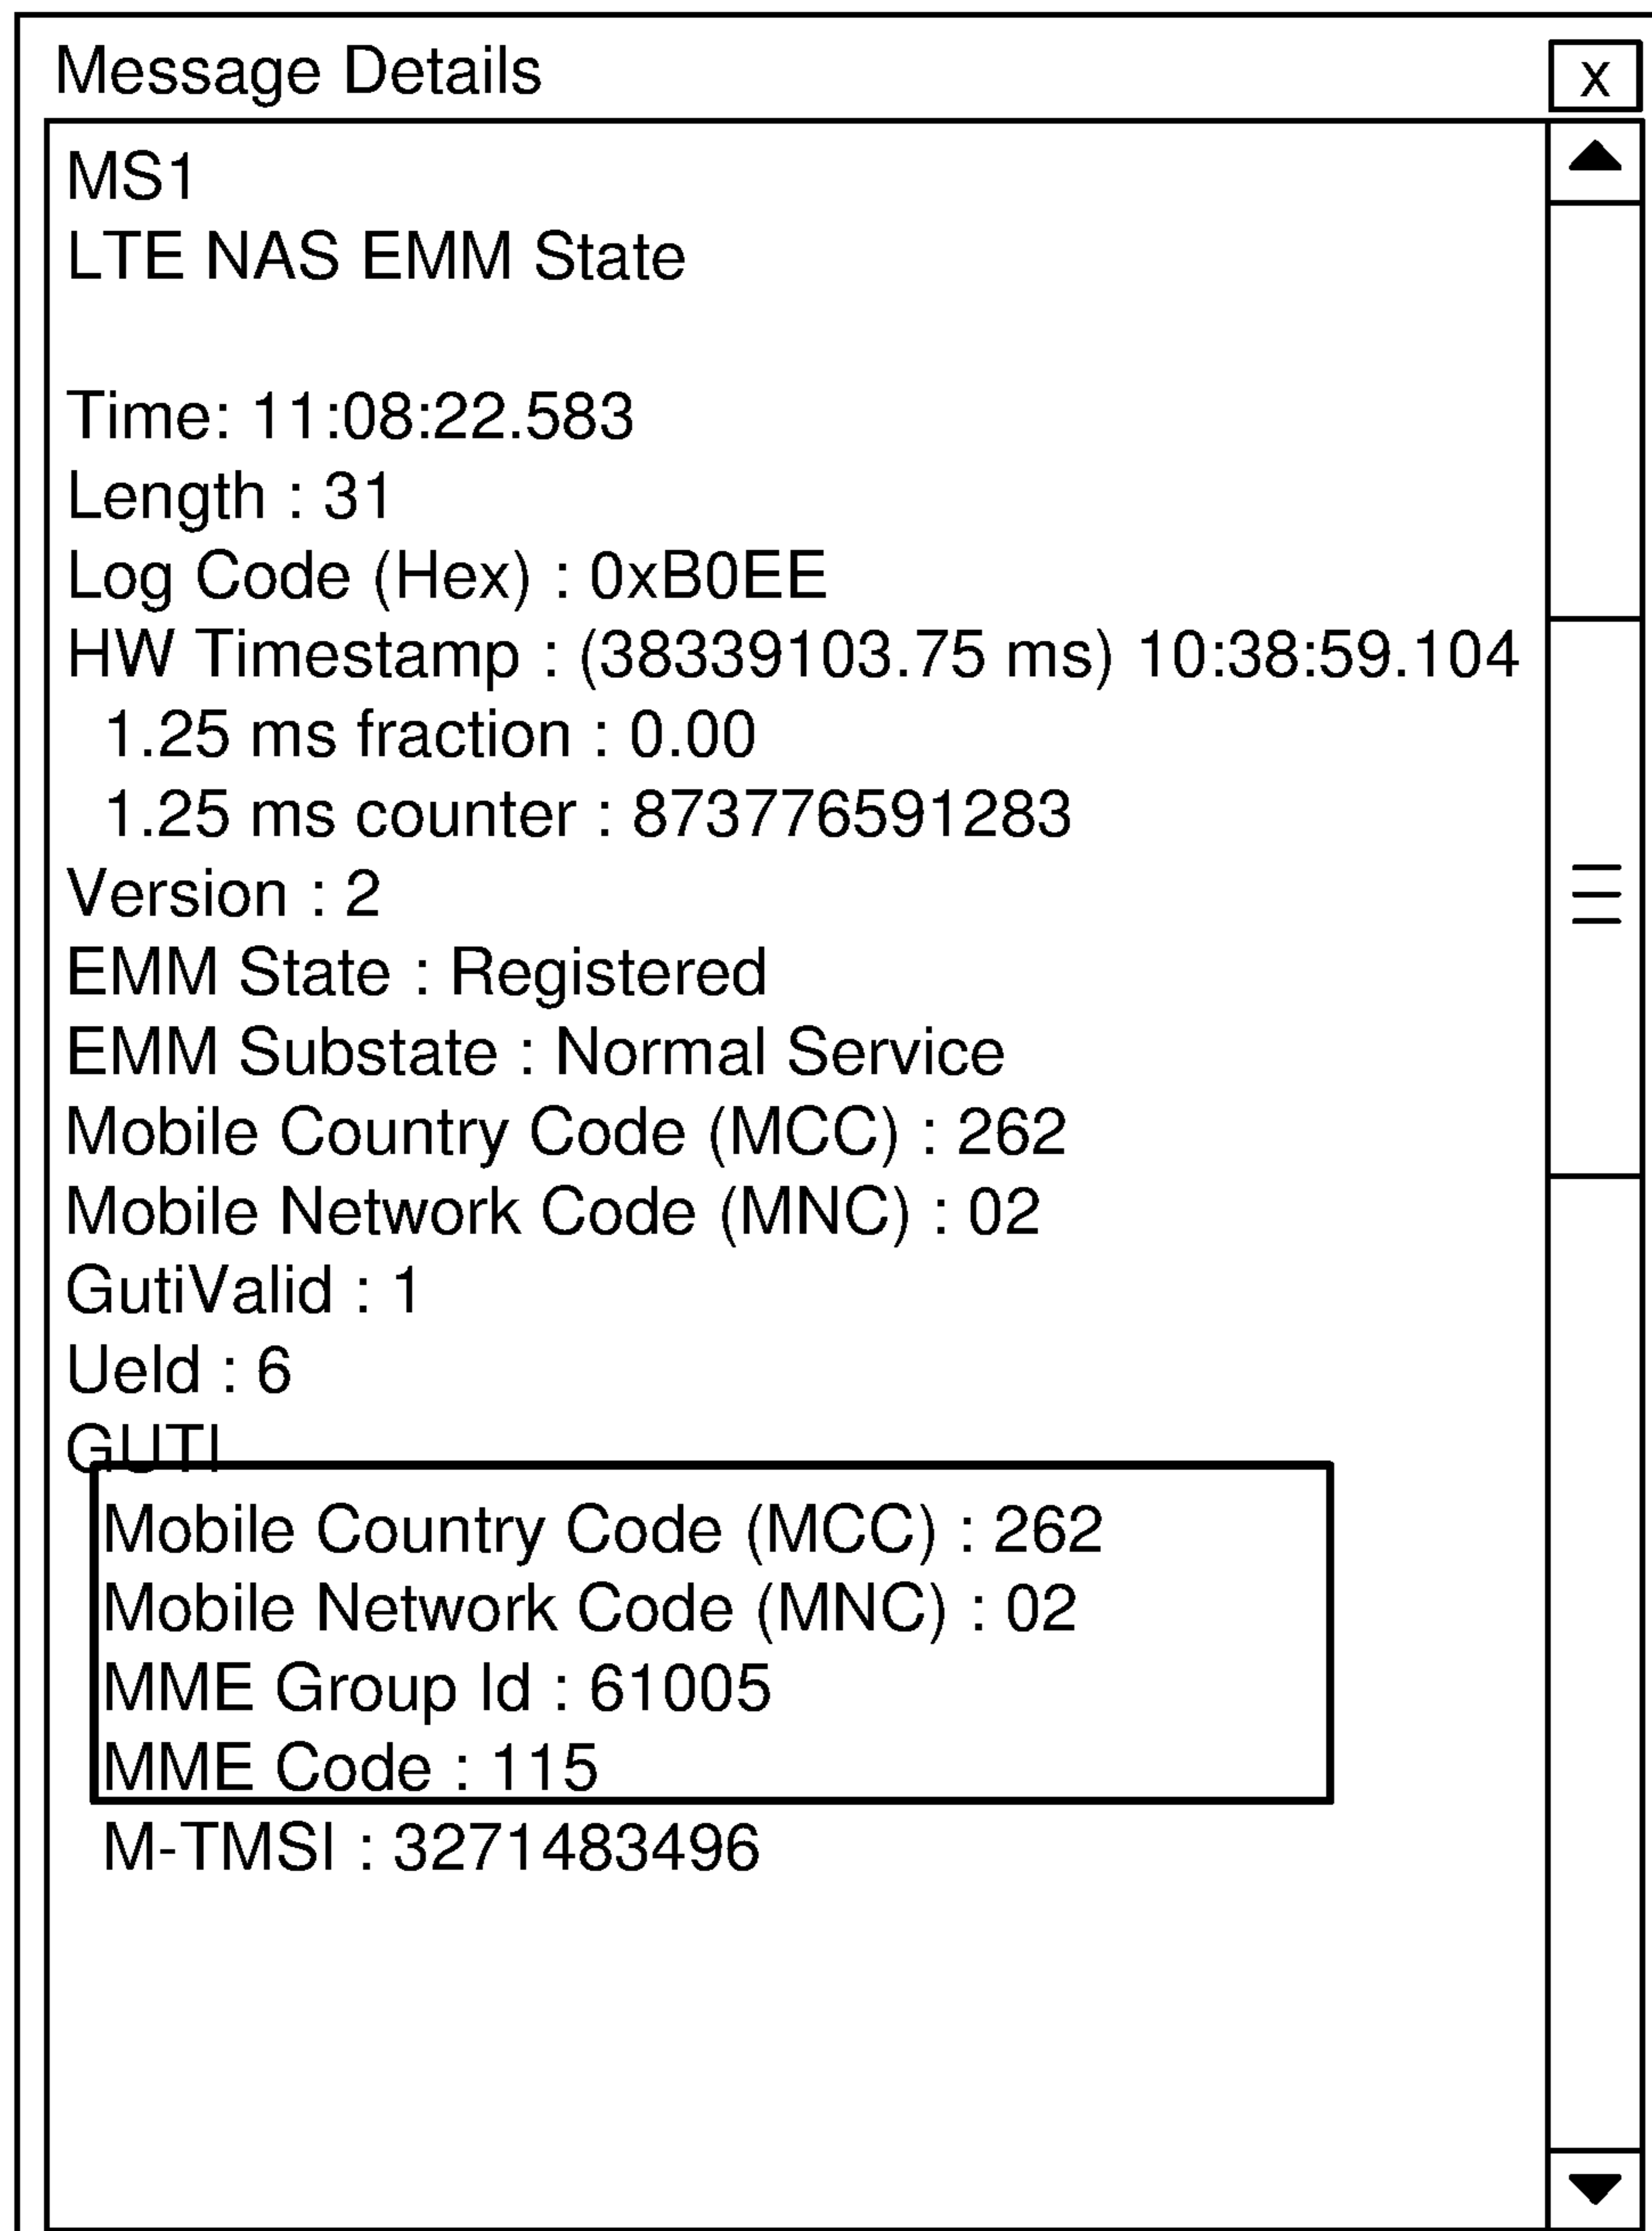 Message Details
x
MS1
LTE NAS EMM State
Time: 11:08:22.583
Length : 31
Log Code (Hex) : 0xB0EE
HW Timestamp : (38339103.75 ms) 10:38:59.104
1.25 ms fraction : 0.00
1.25 ms counter : 873776591283
Version : 2
EMM State : Registered
EMM Substate : Normal Service
Mobile Country Code (MCC) : 262
Mobile Network Code (MNC) : 02
GutiValid : 1
UeId : 6
GUTI
Mobile Country Code (MCC) : 262
Mobile Network Code (MNC) : 02
MME Group Id : 61005
MME Code : 115
M-TMSI : 3271483496